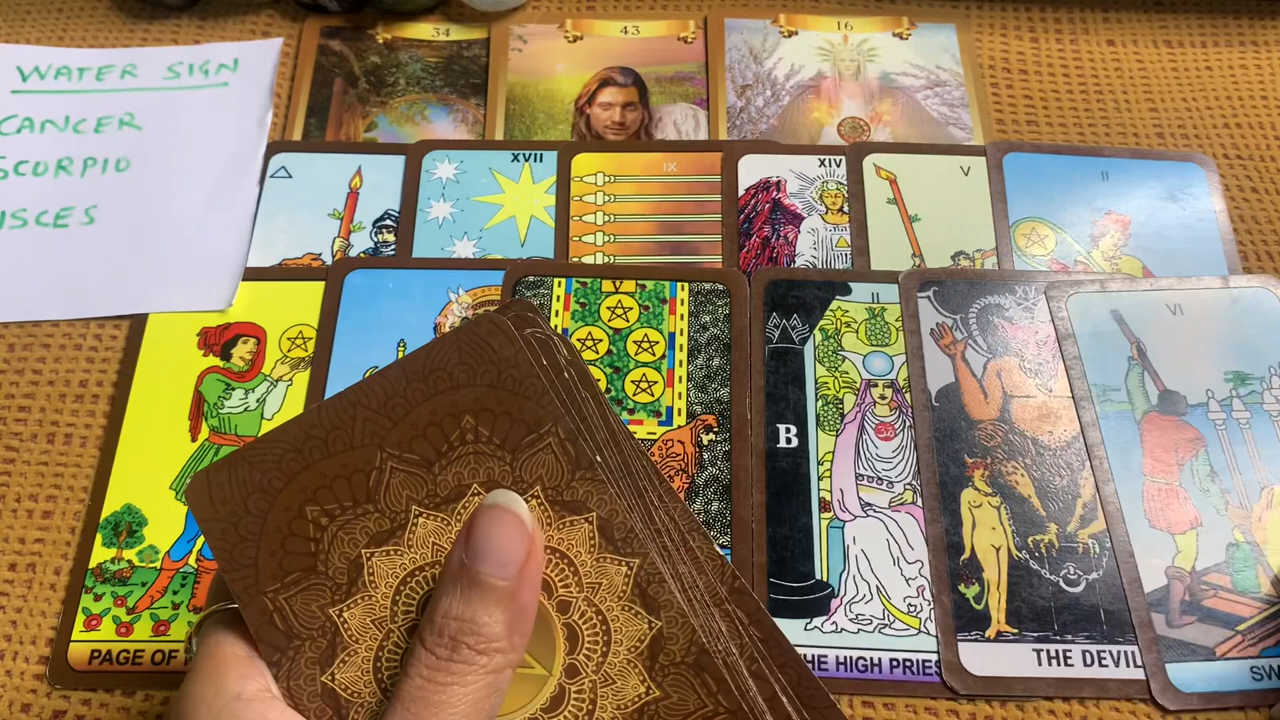 34
43
16
WATER SIGN
CANCER
SCORPIO
ISCES
XVII
IX
XIV
V
II
V
II
XV
VI
B
PAGE OF
THE HIGH PRIES
THE DEVIL
SW